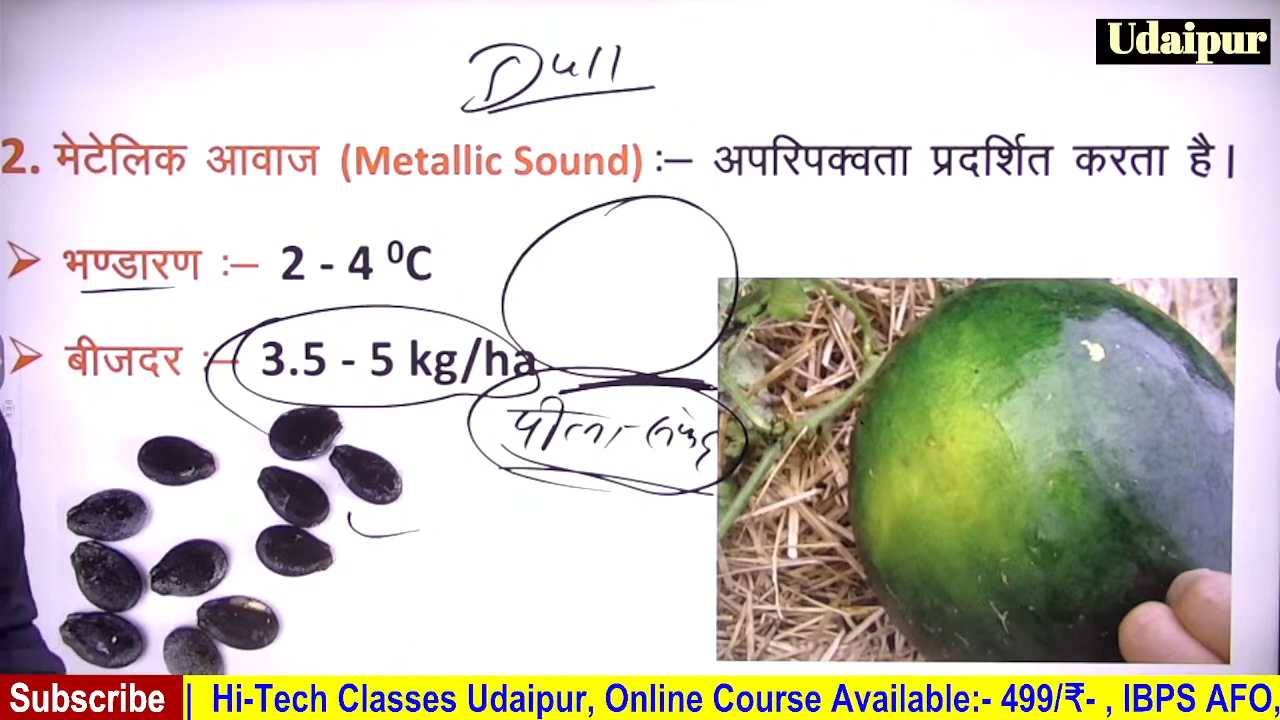 Udaipur
Dull
2. मेटेलिक आवाज (Metallic Sound) :– अपरिपक्वता प्रदर्शित करता है।
➤ भण्डारण :– 2 - 4 ⁰C
➤ बीजदर :– 3.5 - 5 kg/ha
पीला-सफेद
Subscribe | Hi-Tech Classes Udaipur, Online Course Available:- 499/₹- , IBPS AFO,